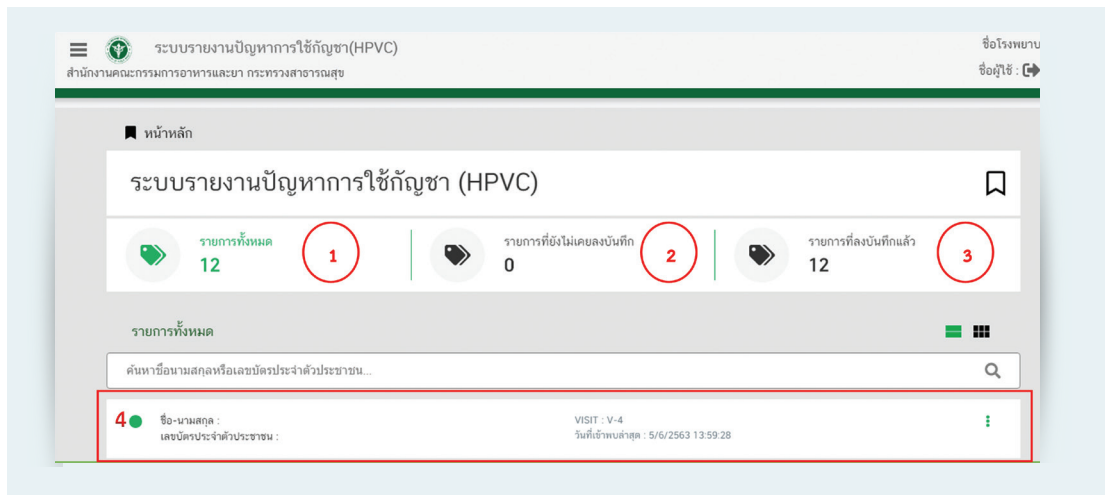 ระบบรายงานปัญหาการใช้กัญชา(HPVC)
ชื่อโรงพยาบ
สำนักงานคณะกรรมการอาหารและยา กระทรวงสาธารณสุข
ชื่อผู้ใช้ :
หน้าหลัก
ระบบรายงานปัญหาการใช้กัญชา (HPVC)
รายการทั้งหมด
12
1
รายการที่ยังไม่เคยลงบันทึก
0
2
รายการที่ลงบันทึกแล้ว
12
3
รายการทั้งหมด
ค้นหาชื่อนามสกุลหรือเลขบัตรประจำตัวประชาชน...
4
ชื่อ-นามสกุล :
เลขบัตรประจำตัวประชาชน :
VISIT : V-4
วันที่เข้าพบล่าสุด : 5/6/2563 13:59:28